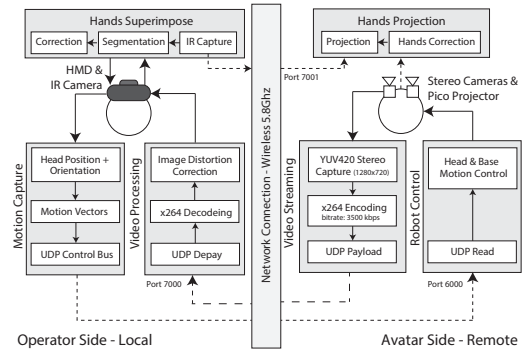 Hands Superimpose
Correction
Segmentation
IR Capture
HMD &
IR Camera
Motion Capture
Head Position +
Orientation
Motion Vectors
UDP Control Bus
Video Processing
Image Distortion
Correction
x264 Decodeing
UDP Depay
Port 7000
Operator Side - Local
Network Connection - Wireless 5.8Ghz
Port 7001
Hands Projection
Projection
Hands Correction
Stereo Cameras &
Pico Projector
Video Streaming
YUV420 Stereo
Capture (1280x720)
x264 Encoding
bitrate: 3500 kbps
UDP Payload
Robot Control
Head & Base
Motion Control
UDP Read
Port 6000
Avatar Side - Remote